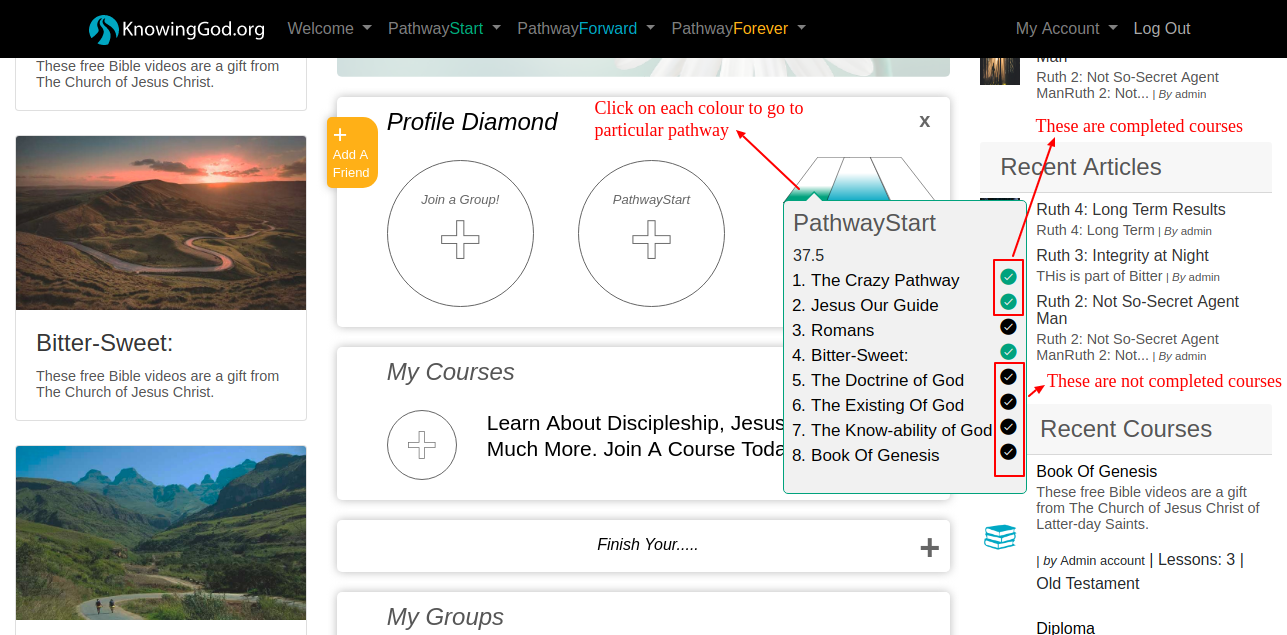 KnowingGod.org
Welcome
PathwayStart
PathwayForward
PathwayForever
My Account
Log Out
These free Bible videos are a gift from
The Church of Jesus Christ.
Bitter-Sweet:
These free Bible videos are a gift from
The Church of Jesus Christ.
+
Add A
Friend
Profile Diamond
x
Click on each colour to go to
particular pathway
Join a Group!
PathwayStart
PathwayStart
37.5
1. The Crazy Pathway
2. Jesus Our Guide
3. Romans
4. Bitter-Sweet:
5. The Doctrine of God
6. The Existing Of God
7. The Know-ability of God
8. Book Of Genesis
My Courses
Learn About Discipleship, Jesus
Much More. Join A Course Toda
Finish Your.....
My Groups
Man
Ruth 2: Not So-Secret Agent
ManRuth 2: Not... | By admin
These are completed courses
Recent Articles
Ruth 4: Long Term Results
Ruth 4: Long Term | By admin
Ruth 3: Integrity at Night
THis is part of Bitter | By admin
Ruth 2: Not So-Secret Agent
Man
Ruth 2: Not So-Secret Agent
ManRuth 2: Not... | By admin
These are not completed courses
Recent Courses
Book Of Genesis
These free Bible videos are a gift
from The Church of Jesus Christ of
Latter-day Saints.
| by Admin account | Lessons: 3 |
Old Testament
Diploma